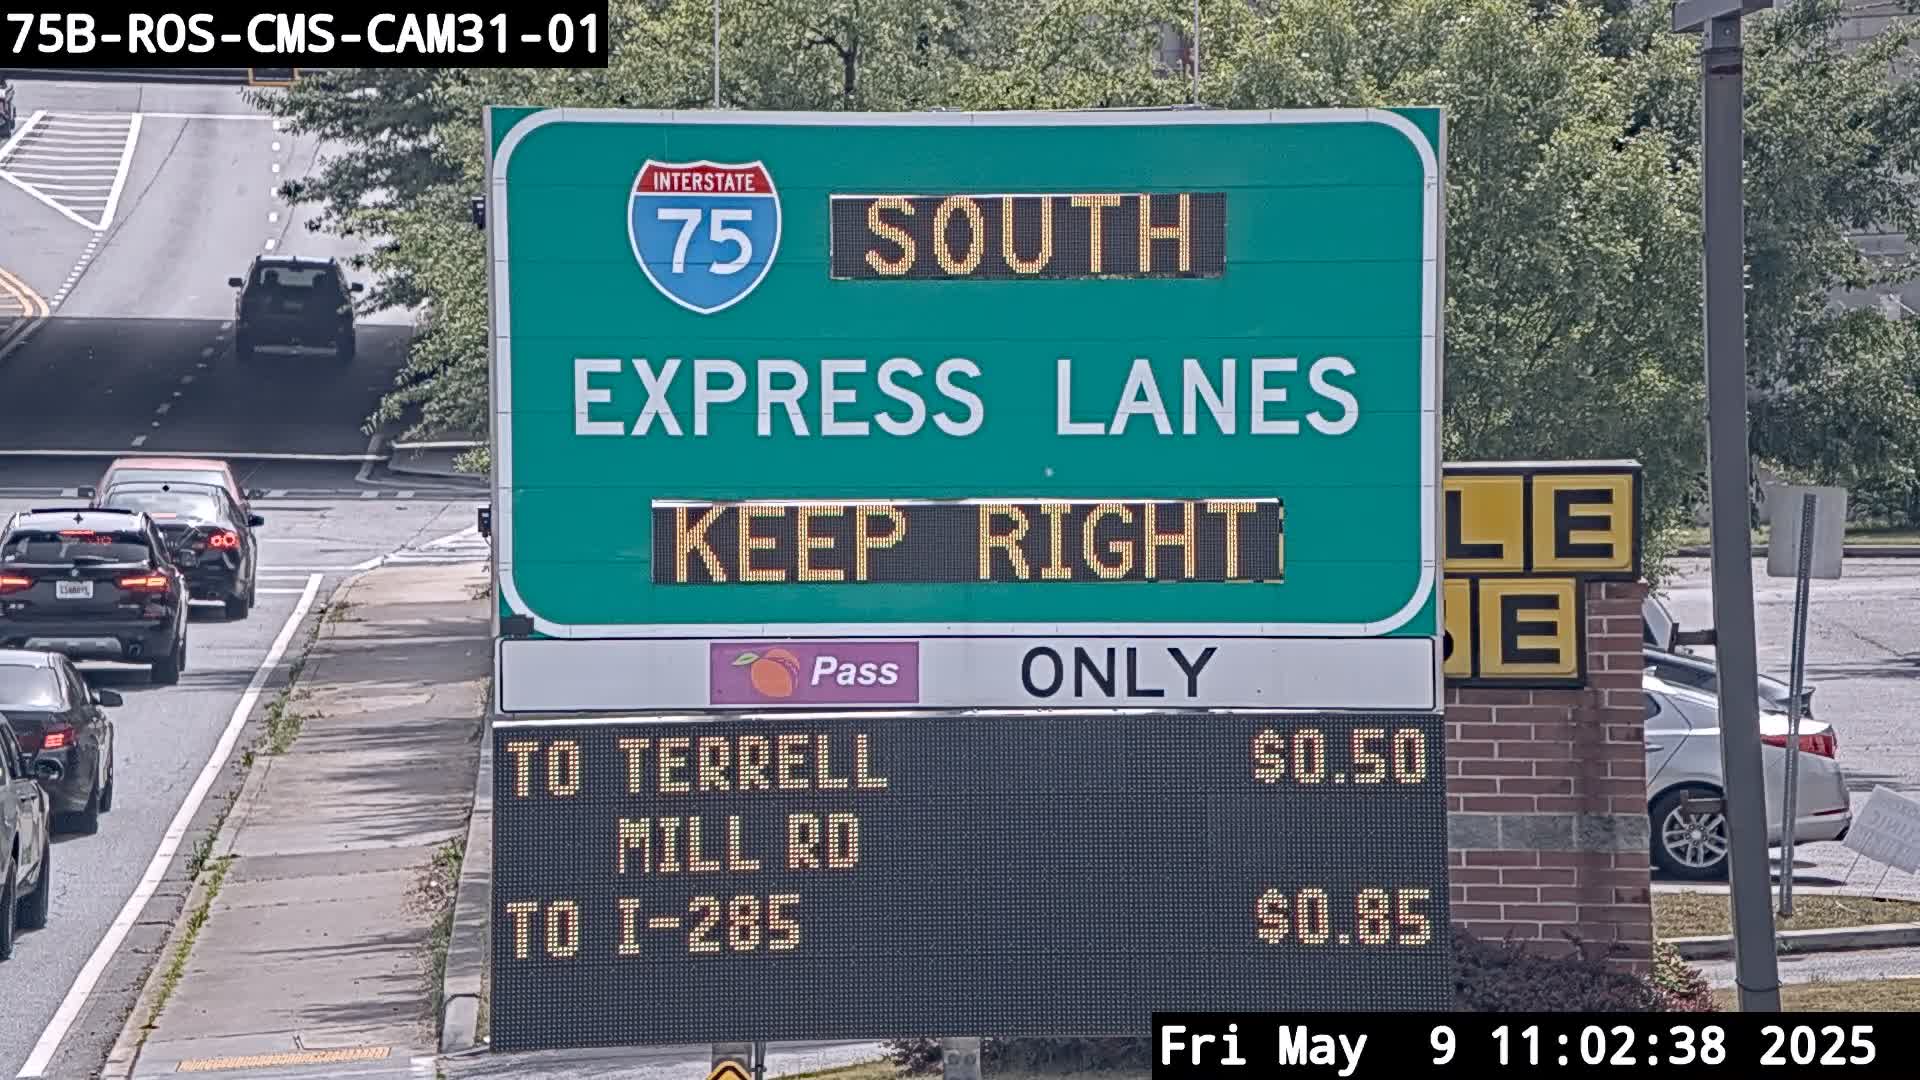 75B-ROS-CMS-CAM31-01
INTERSTATE
75
SOUTH
EXPRESS LANES
KEEP RIGHT
Pass ONLY
TO TERRELL $0.50
MILL RD
TO I-285 $0.85
LE
E
Fri May 9 11:02:38 2025